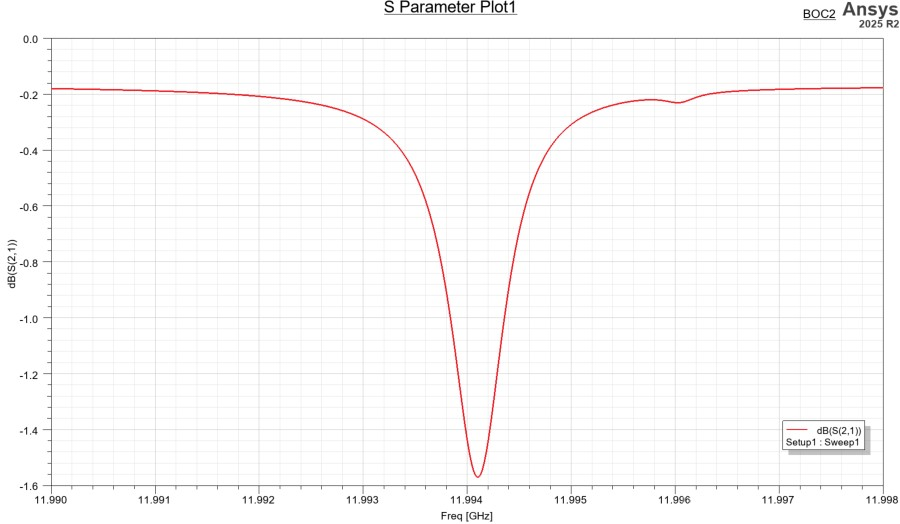 S Parameter Plot1
BOC2 Ansys
2025 R2
0.0
-0.2
-0.4
-0.6
-0.8
-1.0
-1.2
-1.4
-1.6
dB(S(2,1))
dB(S(2,1))
Setup1 : Sweep1
11.990 11.991 11.992 11.993 11.994 11.995 11.996 11.997 11.998
Freq [GHz]